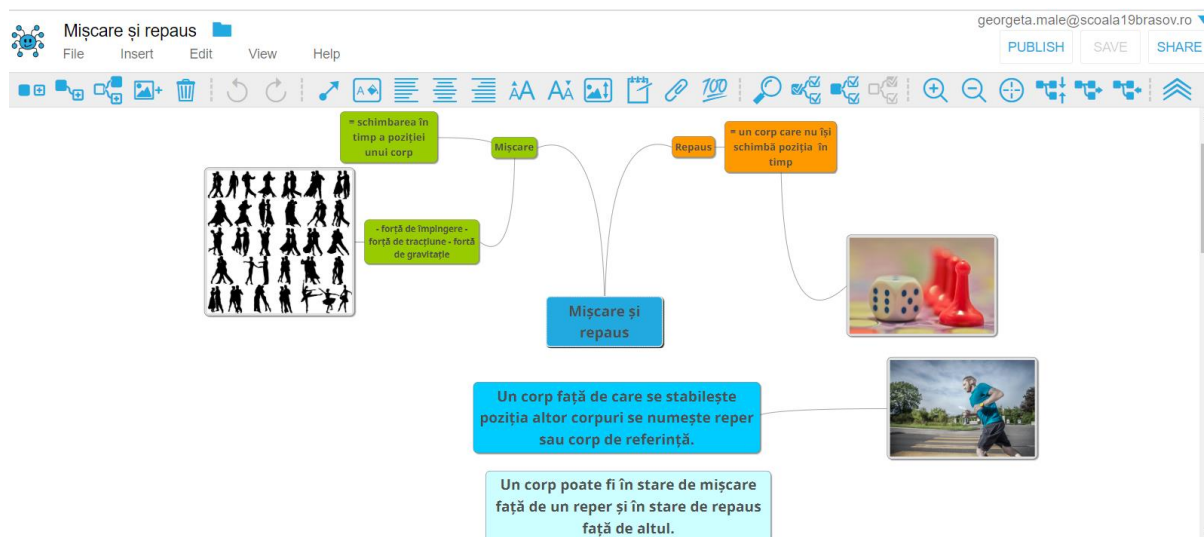 Mișcare și repaus
georgeta.male@scoala19brasov.ro
File Insert Edit View Help
PUBLISH SAVE SHARE
= schimbarea în
timp a poziției
unui corp
Mișcare
Repaus
= un corp care nu își
schimbă poziția în
timp
- forță de împingere -
forță de tracțiune - fortă
de gravitație
Mișcare și
repaus
Un corp față de care se stabilește
poziția altor corpuri se numește reper
sau corp de referință.
Un corp poate fi în stare de mișcare
față de un reper și în stare de repaus
față de altul.